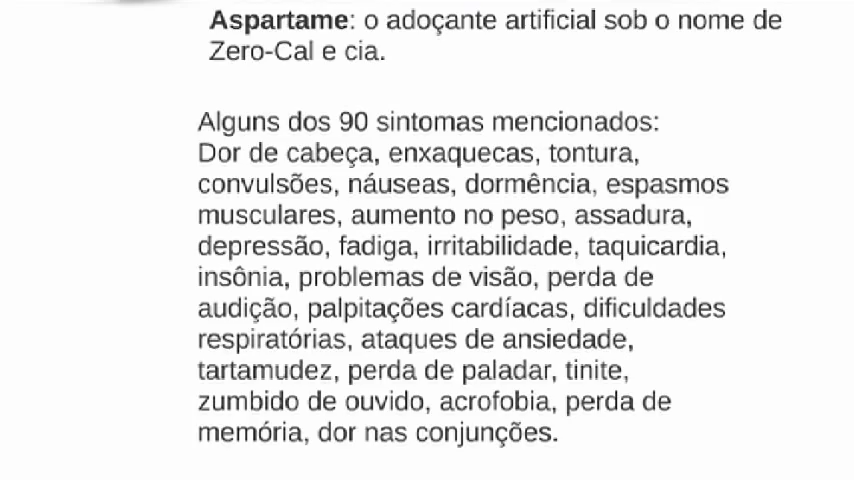 Aspartame: o adoçante artificial sob o nome de
Zero-Cal e cia.
Alguns dos 90 sintomas mencionados:
Dor de cabeça, enxaquecas, tontura,
convulsões, náuseas, dormência, espasmos
musculares, aumento no peso, assadura,
depressão, fadiga, irritabilidade, taquicardia,
insônia, problemas de visão, perda de
audição, palpitações cardíacas, dificuldades
respiratórias, ataques de ansiedade,
tartamudez, perda de paladar, tinite,
zumbido de ouvido, acrofobia, perda de
memória, dor nas conjunções.